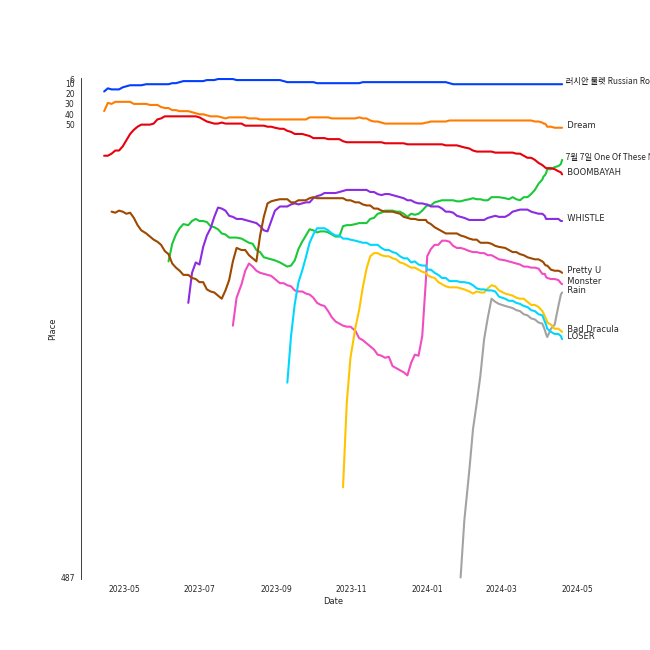 6
10
20
30
40
50
487
Place
2023-05
2023-07
2023-09
2023-11
2024-01
2024-03
2024-05
Date
러시안 룰렛 Russian Ro
Dream
7월 7일 One Of These
BOOMBAYAH
WHISTLE
Pretty U
Monster
Rain
Bad Dracula
LOSER